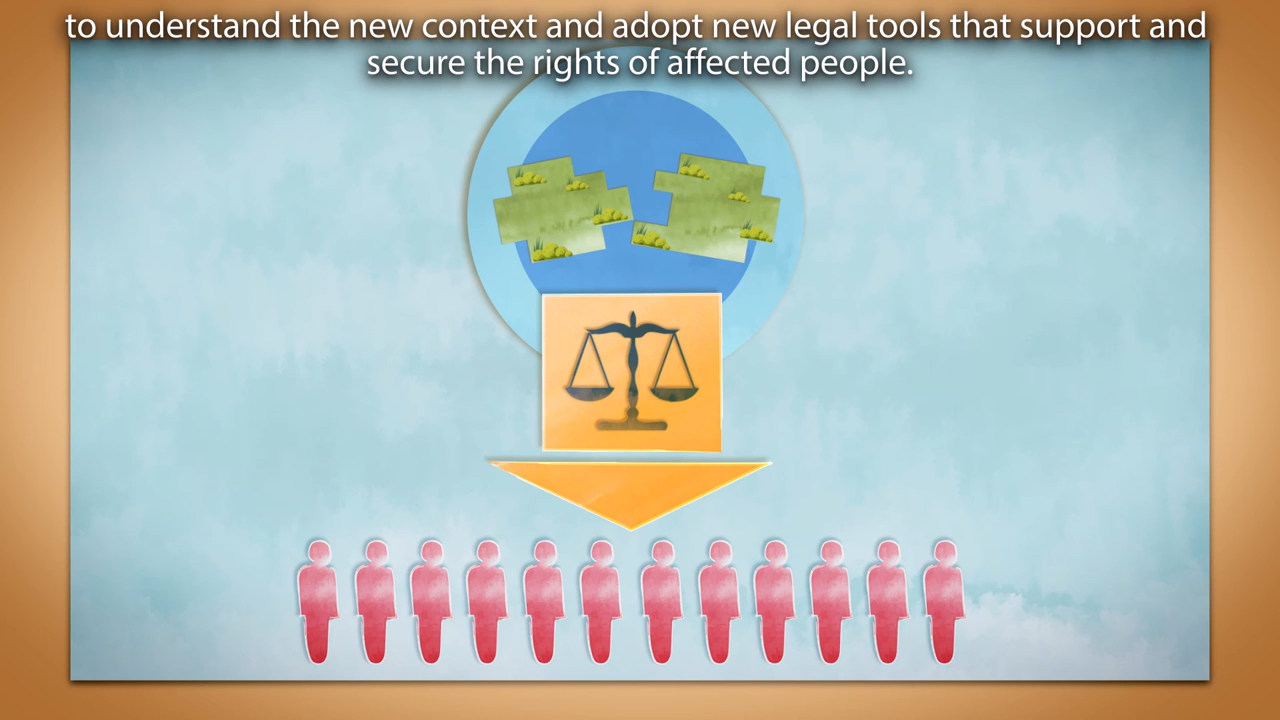 to understand the new context and adopt new legal tools that support and
secure the rights of affected people.